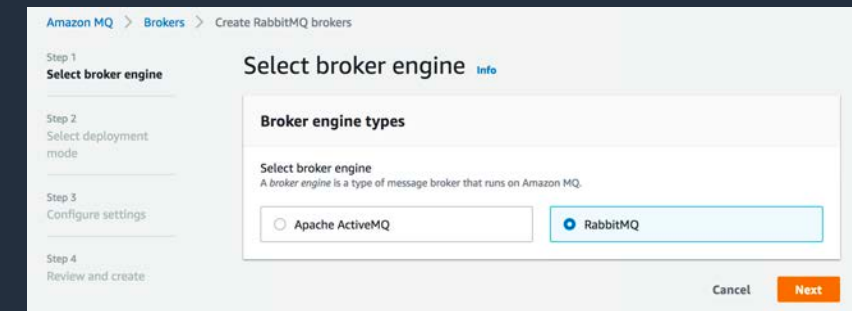 Amazon MQ > Brokers > Create RabbitMQ brokers
Step 1
Select broker engine
Step 2
Select deployment
mode
Step 3
Configure settings
Step 4
Review and create
Select broker engine Info
Broker engine types
Select broker engine
A broker engine is a type of message broker that runs on Amazon MQ.
Apache ActiveMQ
RabbitMQ
Cancel
Next